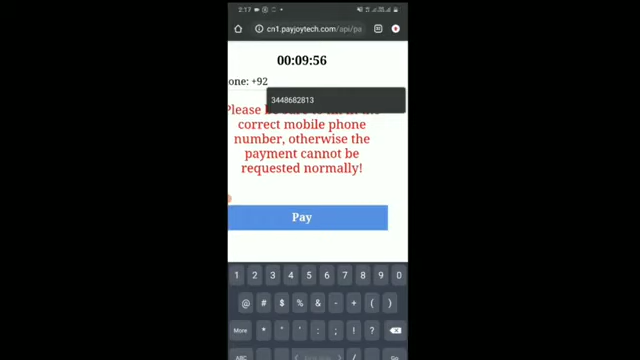 2:17
cn1.payjoytech.com/api/pa
00:09:56
one: +92
3448682813
Please be
correct mobile phone
number, otherwise the
payment cannot be
requested normally!
Pay
1 2 3 4 5 6 7 8 9 0
@ # $ % & - + ( )
More * " ' : ; ! ?
ABC , / Go